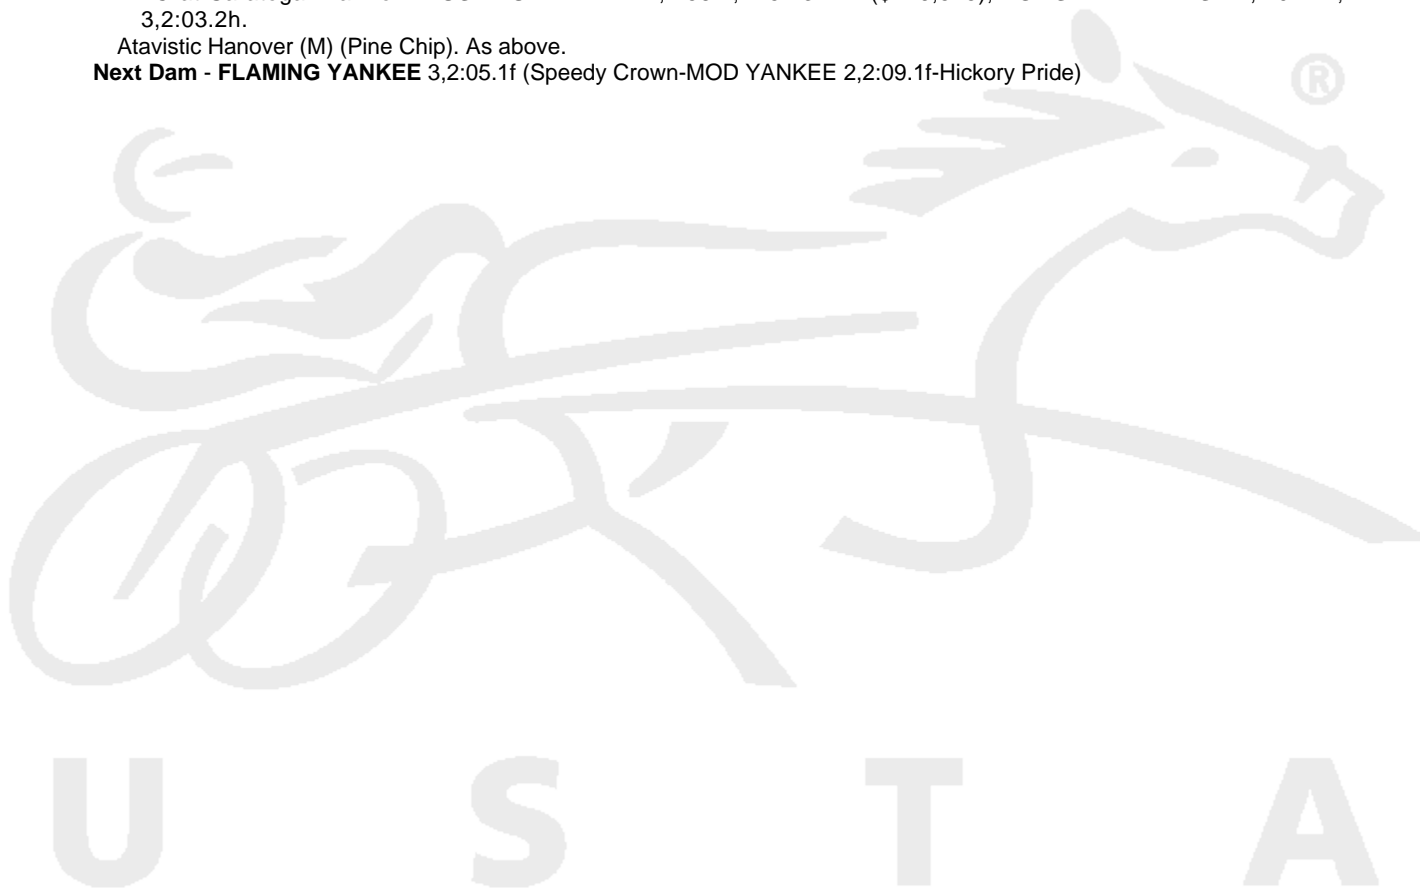 3,2:03.2h.
Atavistic Hanover (M) (Pine Chip). As above.
Next Dam - FLAMING YANKEE 3,2:05.1f (Speedy Crown-MOD YANKEE 2,2:09.1f-Hickory Pride)
®
U S T A